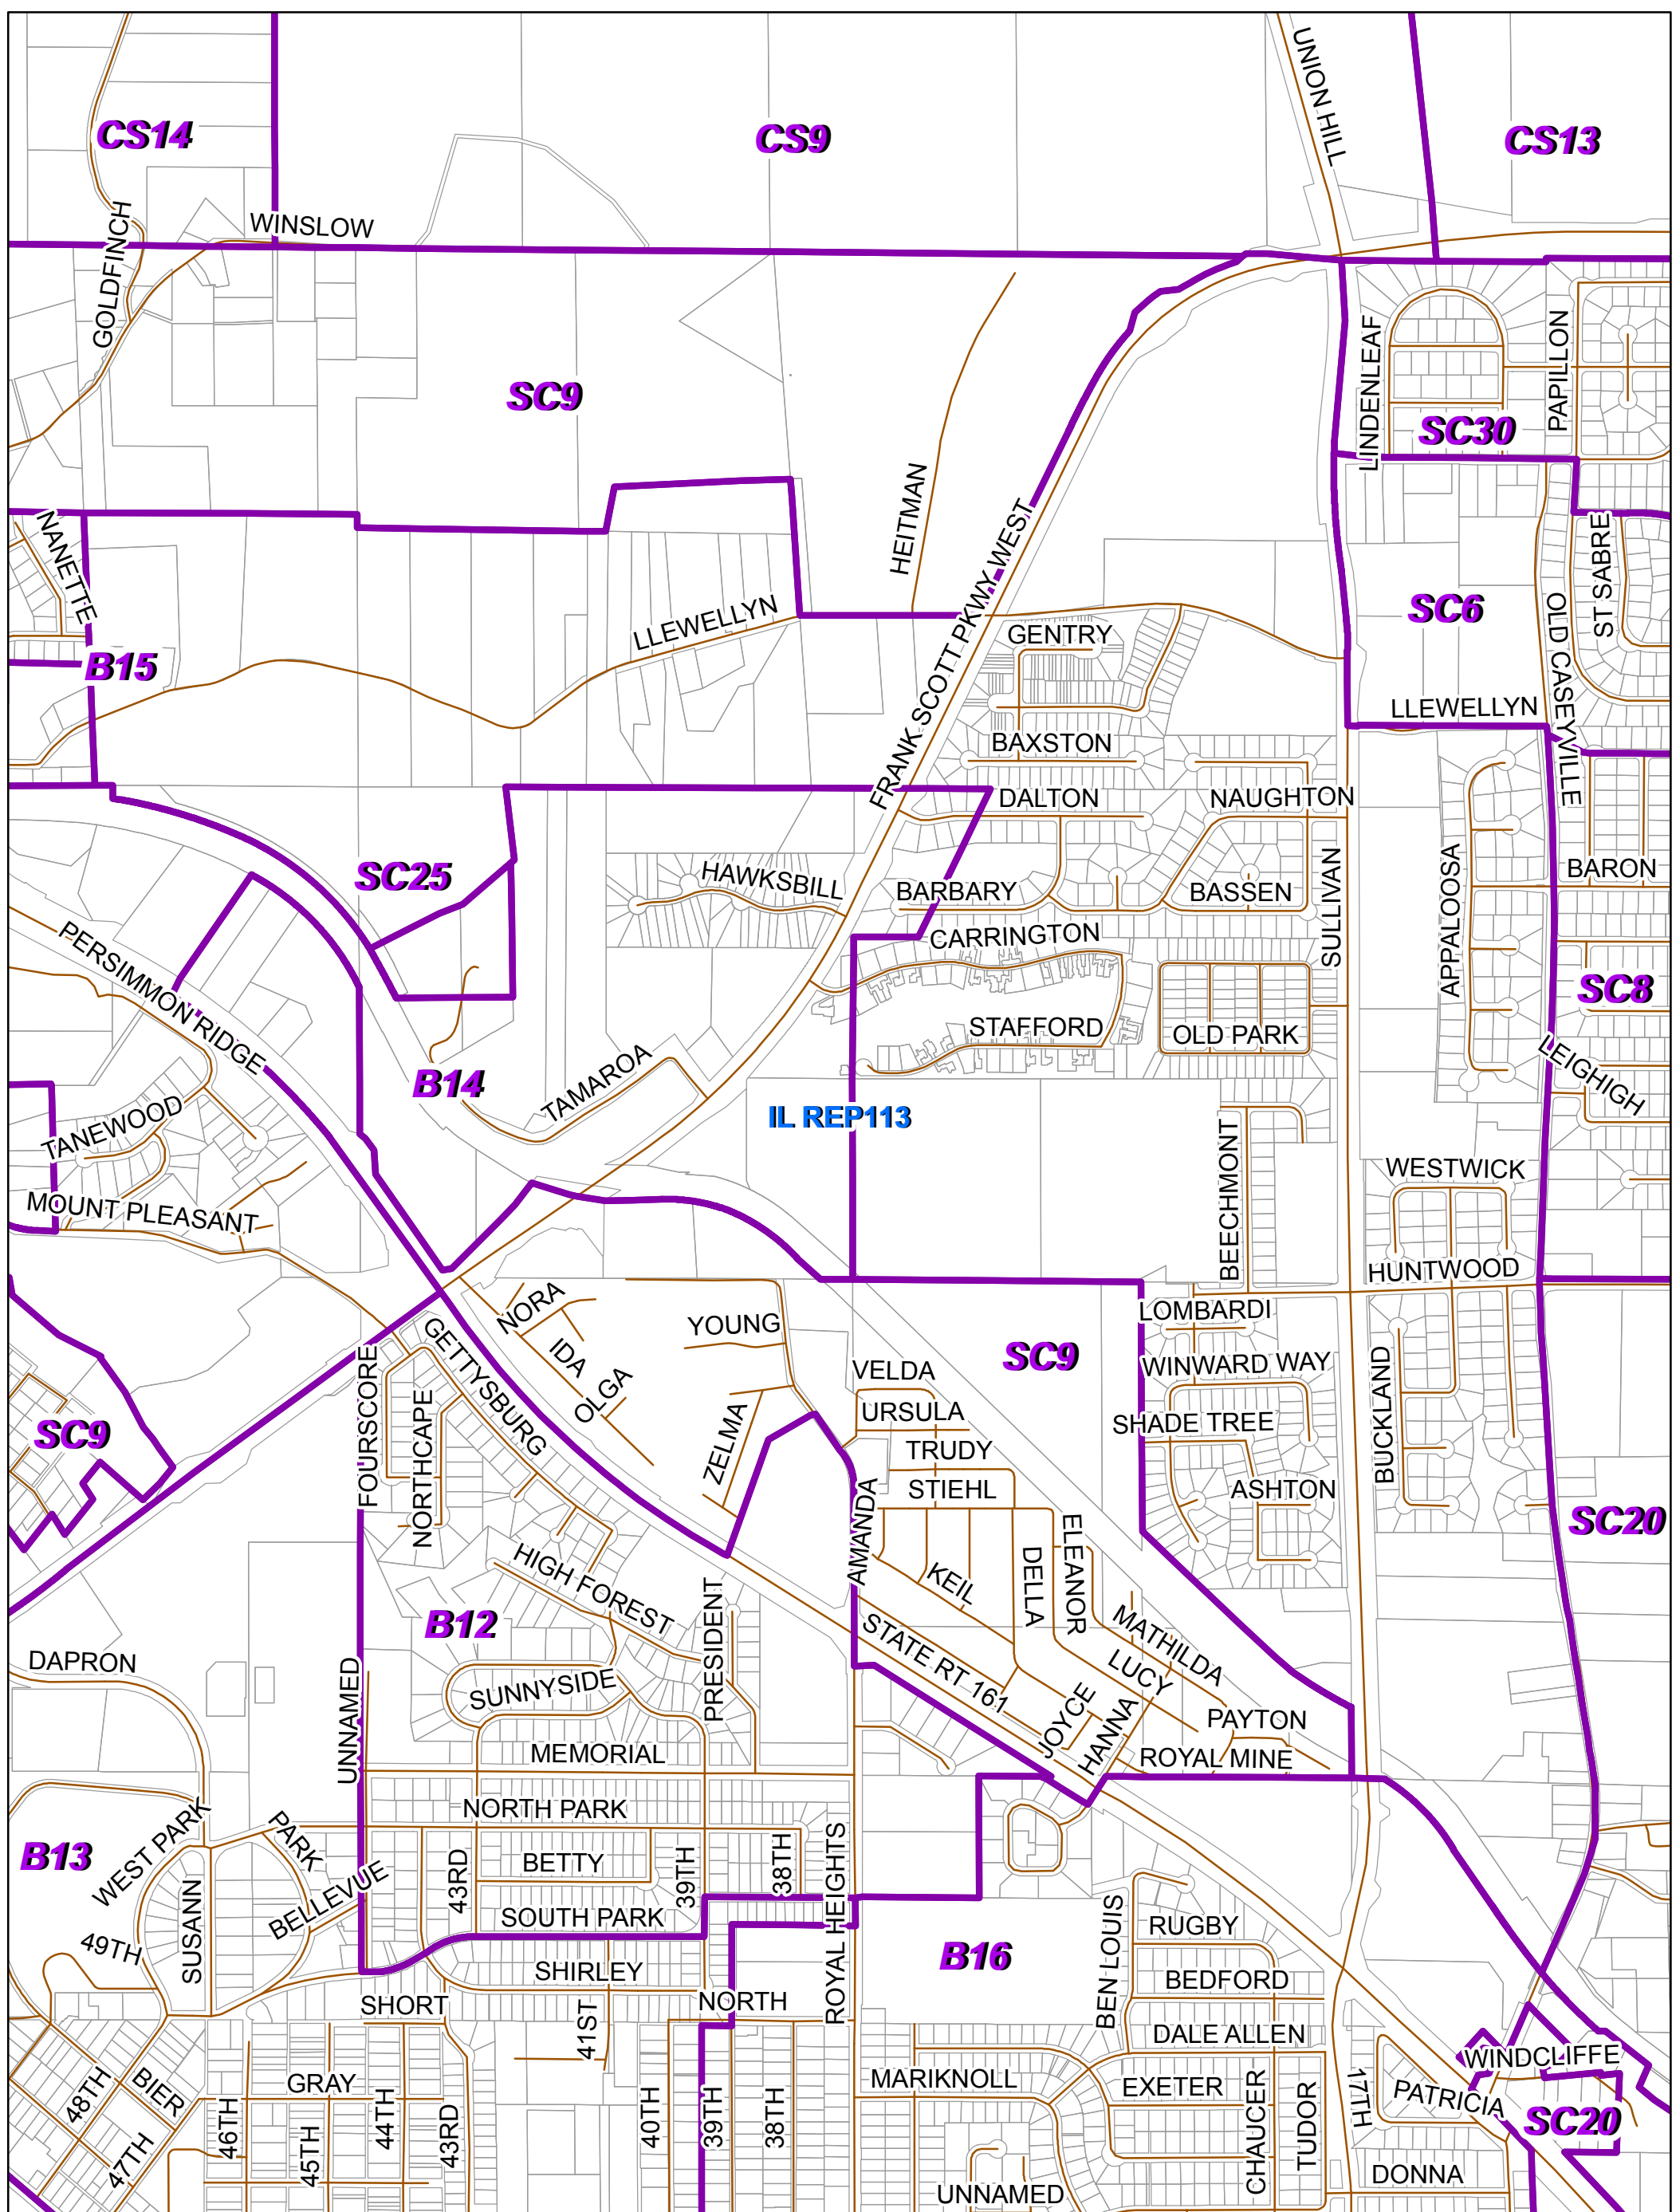 UNION HILL
CS14
CS9
CS13
WINSLOW
GOLDFINCH
LINDENLEAF
PAPILLON
SC9
SC30
HEITMAN
NANETTE
FRANK SCOTT PKWY WEST
ST SABRE
LLEWELLYN
GENTRY
SC6
OLD CASEYVILLE
B15
LLEWELLYN
BAXSTON
DALTON
NAUGHTON
SC25
HAWKSBILL
BARBARY
BASSEN
BARON
SULLIVAN
APPALOOSA
CARRINGTON
PERSIMMON RIDGE
SC8
STAFFORD
OLD PARK
LEIGHIGH
B14
TAMAROA
IL REP113
TANEWOOD
BEECHMONT
WESTWICK
MOUNT PLEASANT
HUNTWOOD
NORA
LOMBARDI
YOUNG
GETTYSBURG
IDA
SC9
WINWARD WAY
VELDA
OLGA
FOURSCORE
NORTHCAPE
BUCKLAND
URSULA
SHADE TREE
SC9
ZELMA
TRUDY
STIEHL
ASHTON
SC20
AMANDA
ELEANOR
DELLA
KEIL
HIGH FOREST
B12
PRESIDENT
MATHILDA
DAPRON
STATE RT 161
LUCY
UNNAMED
SUNNYSIDE
JOYCE
HANNA
PAYTON
MEMORIAL
ROYAL MINE
NORTH PARK
WEST PARK
PARK
B13
BETTY
43RD
39TH
38TH
ROYAL HEIGHTS
BELLEVUE
SOUTH PARK
SUSANN
49TH
BEN LOUIS
RUGBY
B16
SHIRLEY
BEDFORD
SHORT
NORTH
41ST
DALE ALLEN
WINDCLIFFE
48TH
BIER
GRAY
MARIKNOLL
EXETER
17TH
PATRICIA
46TH
44TH
43RD
40TH
39TH
38TH
CHAUCER
TUDOR
SC20
47TH
45TH
DONNA
UNNAMED